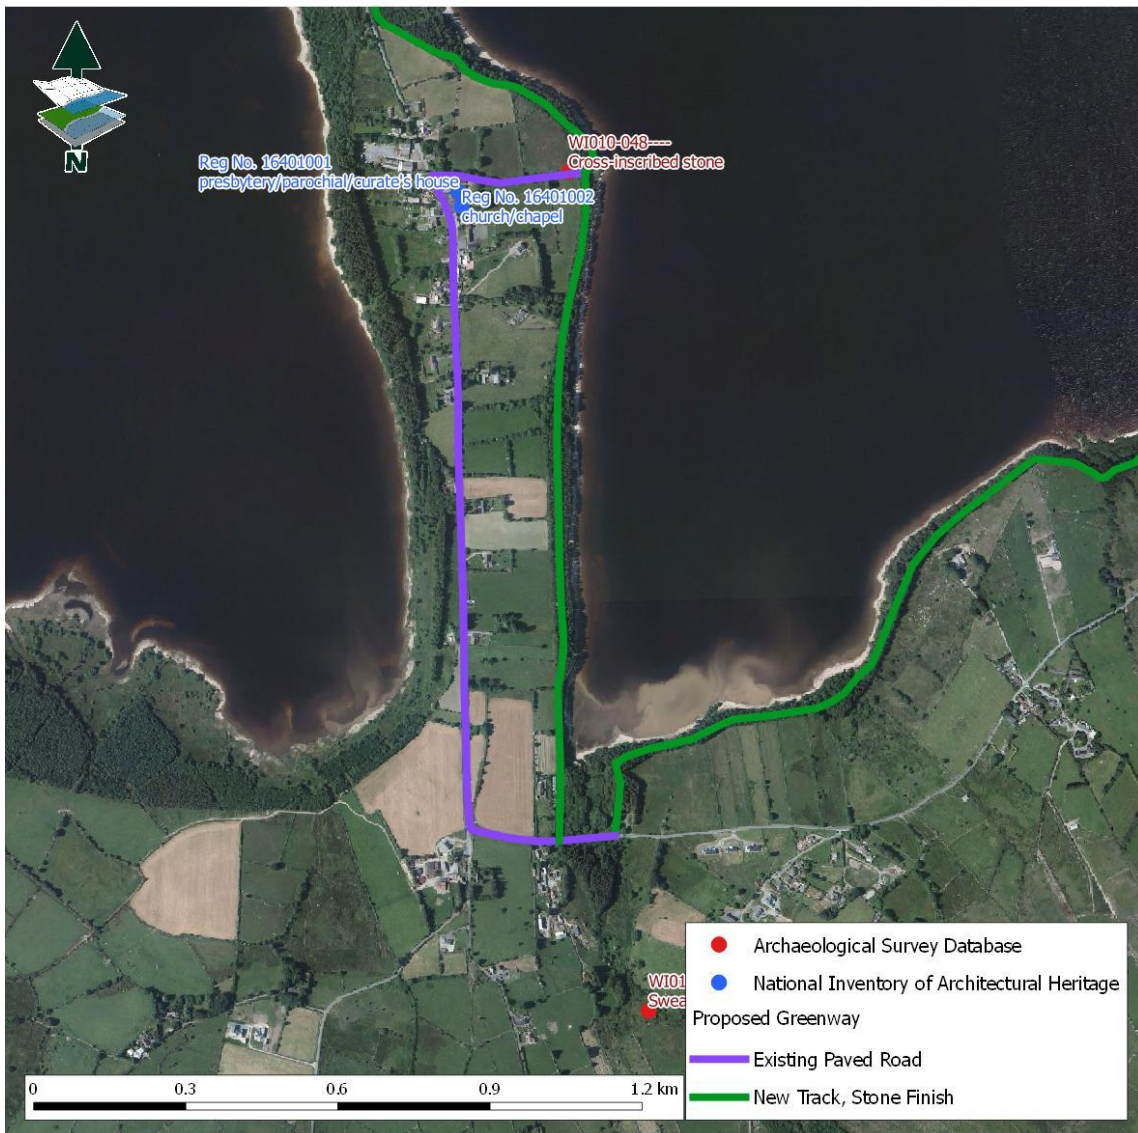 N
WI010-048----
Cross-inscribed stone
Reg No. 16401001
presbytery/parochial/curate's house
Reg No. 16401002
church/chapel
WI01
Swea
Archaeological Survey Database
National Inventory of Architectural Heritage
Proposed Greenway
Existing Paved Road
New Track, Stone Finish
0 0.3 0.6 0.9 1.2 km